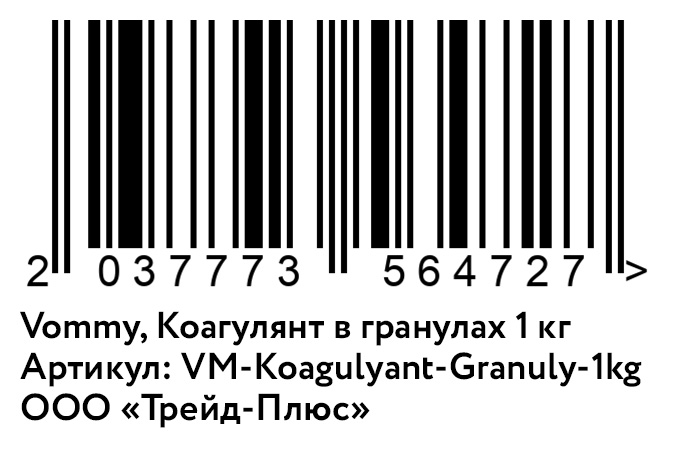 2 037773 564727 >
Vommy, Коагулянт в гранулах 1 кг
Артикул: VM-Koagulyant-Granuly-1kg
ООО «Трейд-Плюс»